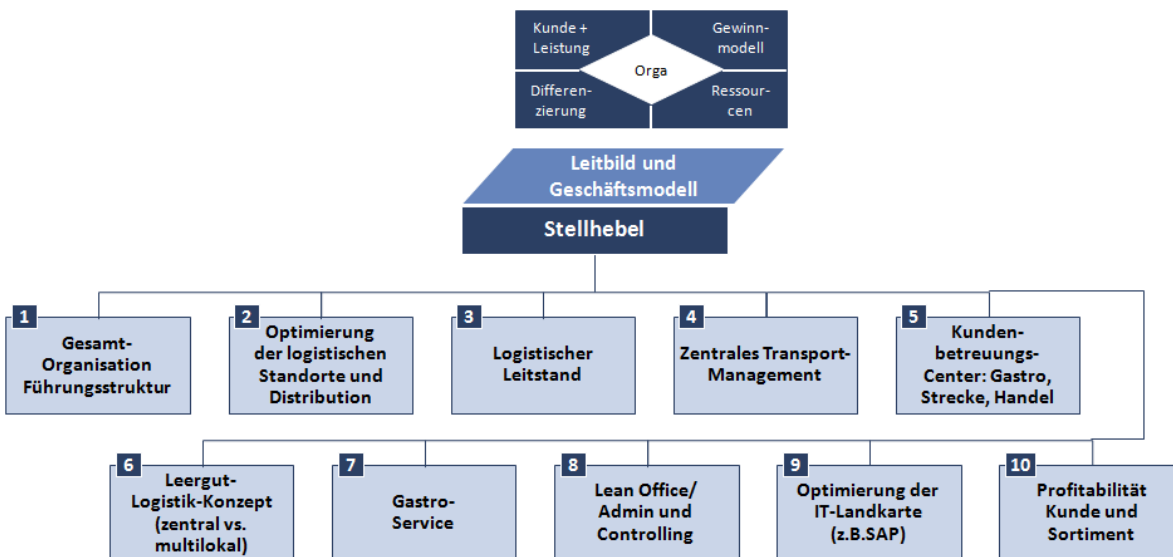 Kunde +
Leistung
Gewinn-
modell
Orga
Differen-
zierung
Ressour-
cen
Leitbild und
Geschäftsmodell
Stellhebel
1
Gesamt-
Organisation
Führungsstruktur
2
Optimierung
der logistischen
Standorte und
Distribution
3
Logistischer
Leitstand
4
Zentrales Transport-
Management
5
Kunden-
betreuungs-
Center: Gastro,
Strecke, Handel
6
Leergut-
Logistik-Konzept
(zentral vs.
multilokal)
7
Gastro-
Service
8
Lean Office/
Admin und
Controlling
9
Optimierung der
IT-Landkarte
(z.B.SAP)
10
Profitabilität
Kunde und
Sortiment